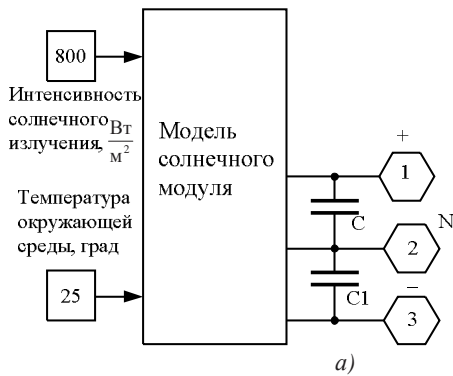 800
Интенсивность
солнечного
излучения, Вт/м²
Модель
солнечного
модуля
+
1
C
N
2
Температура
окружающей
среды, град
25
C1
−
3
а)